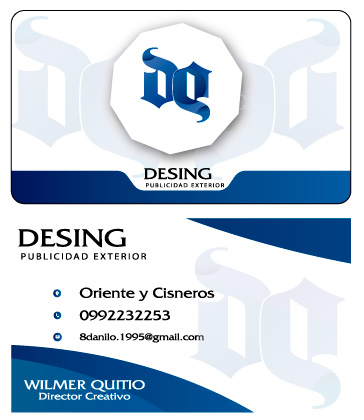 dg
DESING
PUBLICIDAD EXTERIOR
DESING
PUBLICIDAD EXTERIOR
Oriente y Cisneros
0992232253
8danilo.1995@gmail.com
WILMER QUITIO
Director Creativo